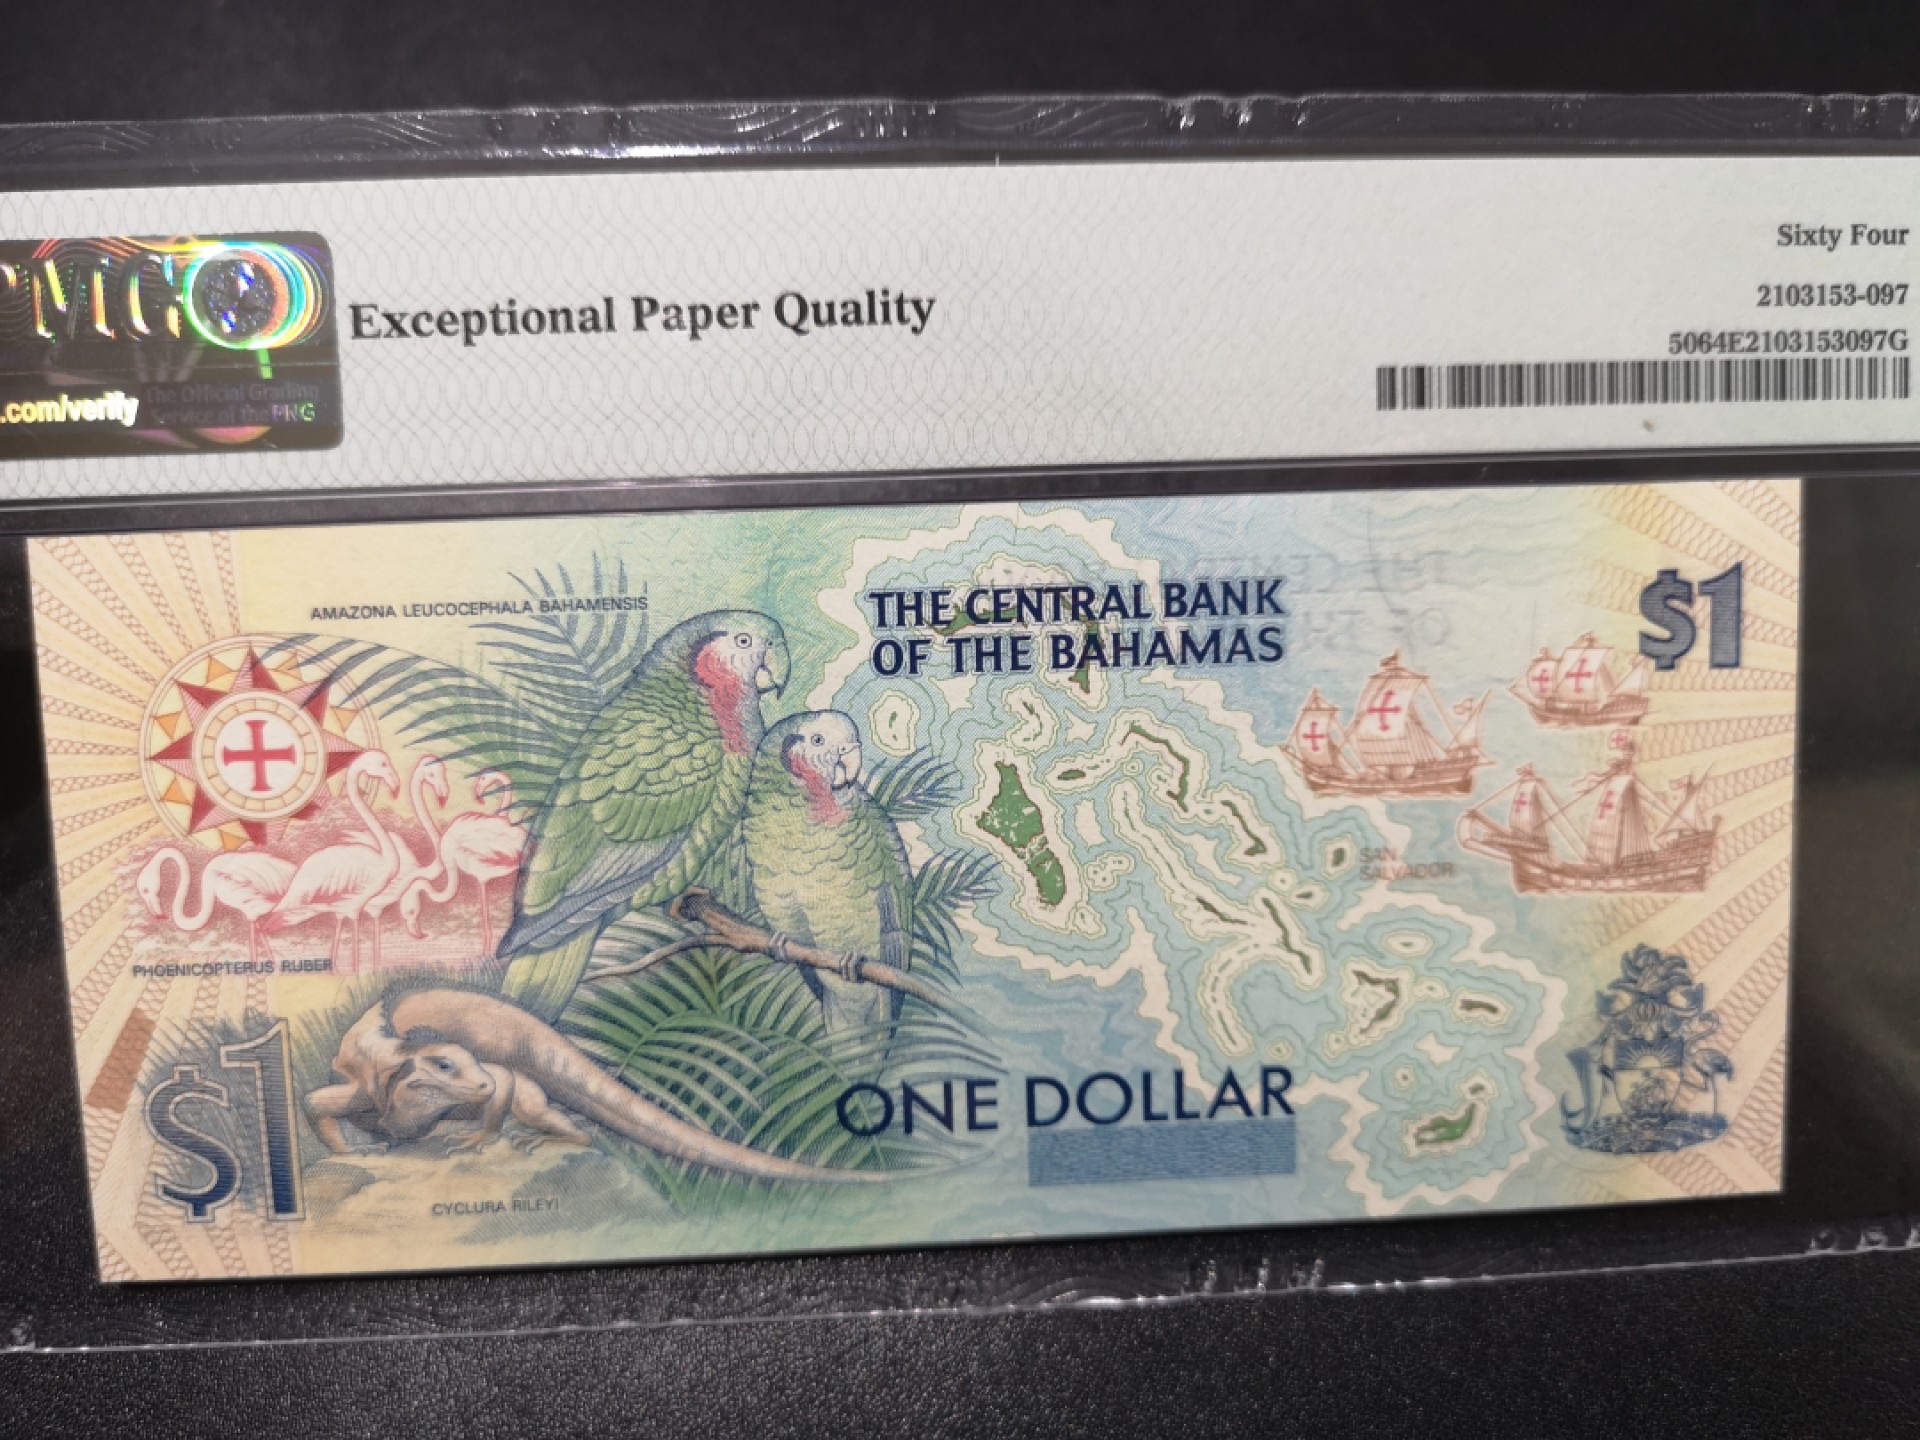 PMG
.com/verify
The Official Grading
Service of the PNG
Exceptional Paper Quality
Sixty Four
2103153-097
5064E2103153097G
AMAZONA LEUCOCEPHALA BAHAMENSIS
THE CENTRAL BANK
OF THE BAHAMAS
$1
SAN
SALVADOR
PHOENICOPTERUS RUBER
$1
ONE DOLLAR
CYCLURA RILEYI